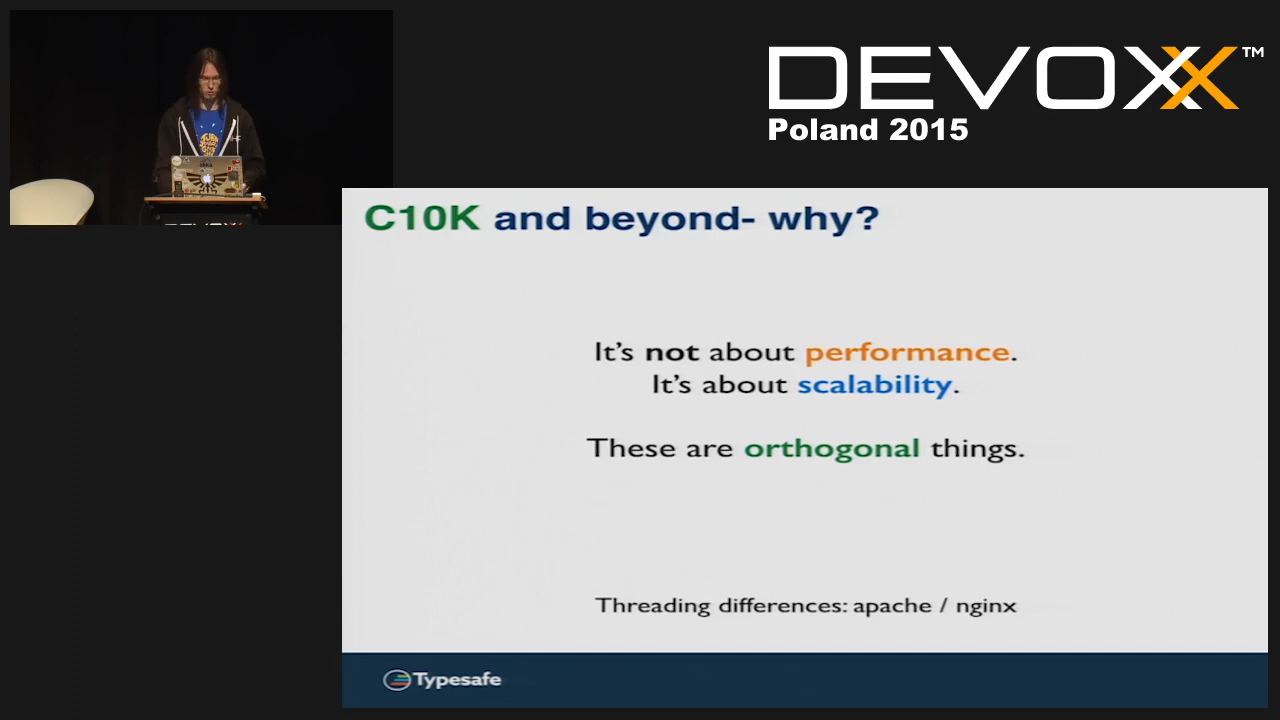 DEVOXX™
Poland 2015
C10K and beyond- why?
It's not about performance.
It's about scalability.
These are orthogonal things.
Threading differences: apache / nginx
Typesafe